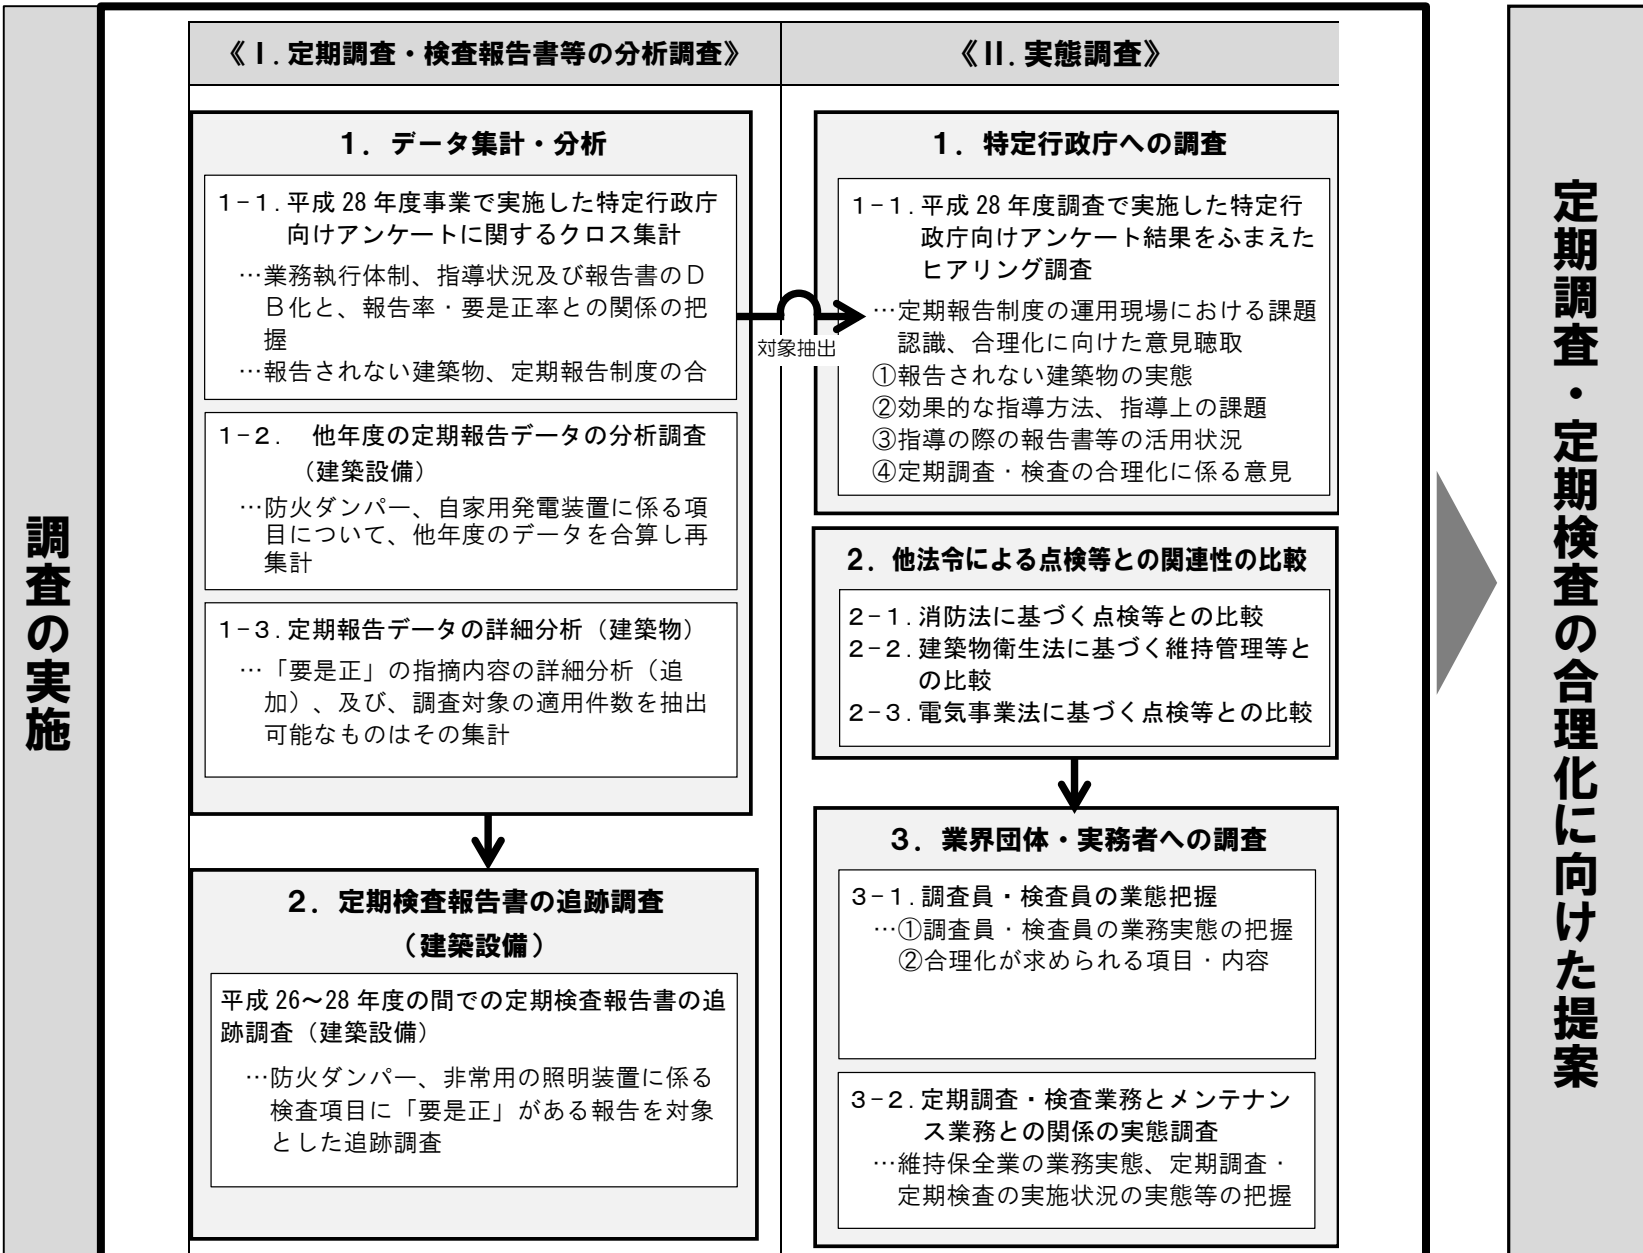 調査の実施
《Ⅰ.定期調査・検査報告書等の分析調査》
1. データ集計・分析
1-1.平成 28 年度事業で実施した特定行政庁
向けアンケートに関するクロス集計
…業務執行体制、指導状況及び報告書のD
B化と、報告率・要是正率との関係の把
握
…報告されない建築物、定期報告制度の合
1-2. 他年度の定期報告データの分析調査
(建築設備)
…防火ダンパー、自家用発電装置に係る項
目について、他年度のデータを合算し再
集計
1-3.定期報告データの詳細分析(建築物)
…「要是正」の指摘内容の詳細分析(追
加)、及び、調査対象の適用件数を抽出
可能なものはその集計
2. 定期検査報告書の追跡調査
(建築設備)
平成 26~28 年度の間での定期検査報告書の追
跡調査(建築設備)
…防火ダンパー、非常用の照明装置に係る
検査項目に「要是正」がある報告を対象
とした追跡調査
対象抽出
《Ⅱ.実態調査》
1. 特定行政庁への調査
1-1.平成 28 年度調査で実施した特定行
政庁向けアンケート結果をふまえた
ヒアリング調査
…定期報告制度の運用現場における課題
認識、合理化に向けた意見聴取
①報告されない建築物の実態
②効果的な指導方法、指導上の課題
③指導の際の報告書等の活用状況
④定期調査・検査の合理化に係る意見
2. 他法令による点検等との関連性の比較
2-1.消防法に基づく点検等との比較
2-2.建築物衛生法に基づく維持管理等と
の比較
2-3.電気事業法に基づく点検等との比較
3. 業界団体・実務者への調査
3-1.調査員・検査員の業態把握
…①調査員・検査員の業務実態の把握
②合理化が求められる項目・内容
3-2.定期調査・検査業務とメンテナン
ス業務との関係の実態調査
…維持保全業の業務実態、定期調査・
定期検査の実施状況の実態等の把握
定期調査・定期検査の合理化に向けた提案